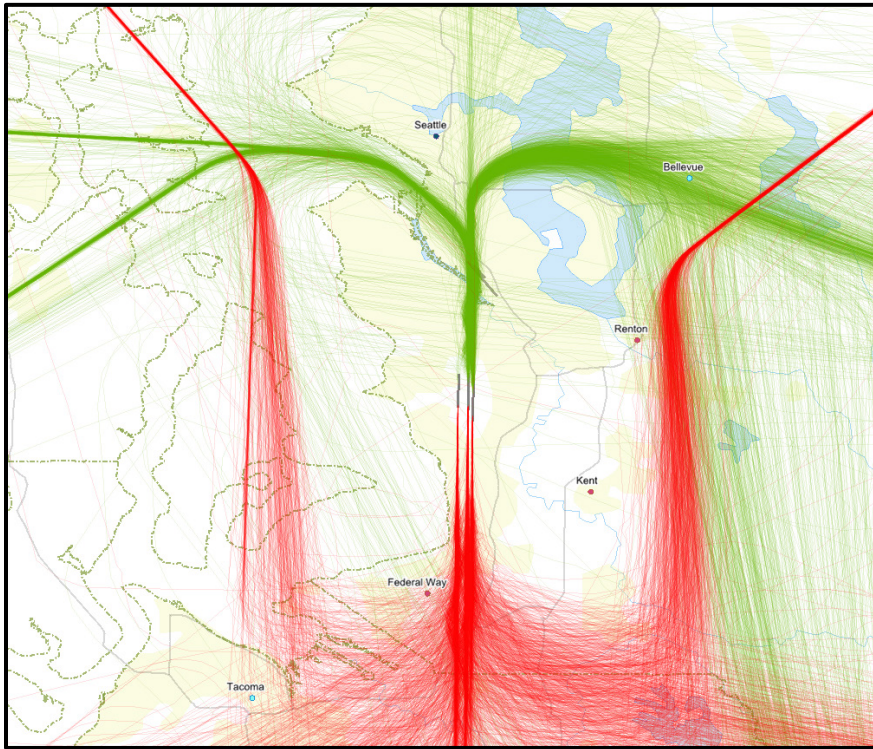 Seattle
Bellevue
Renton
Kent
Federal Way
Tacoma